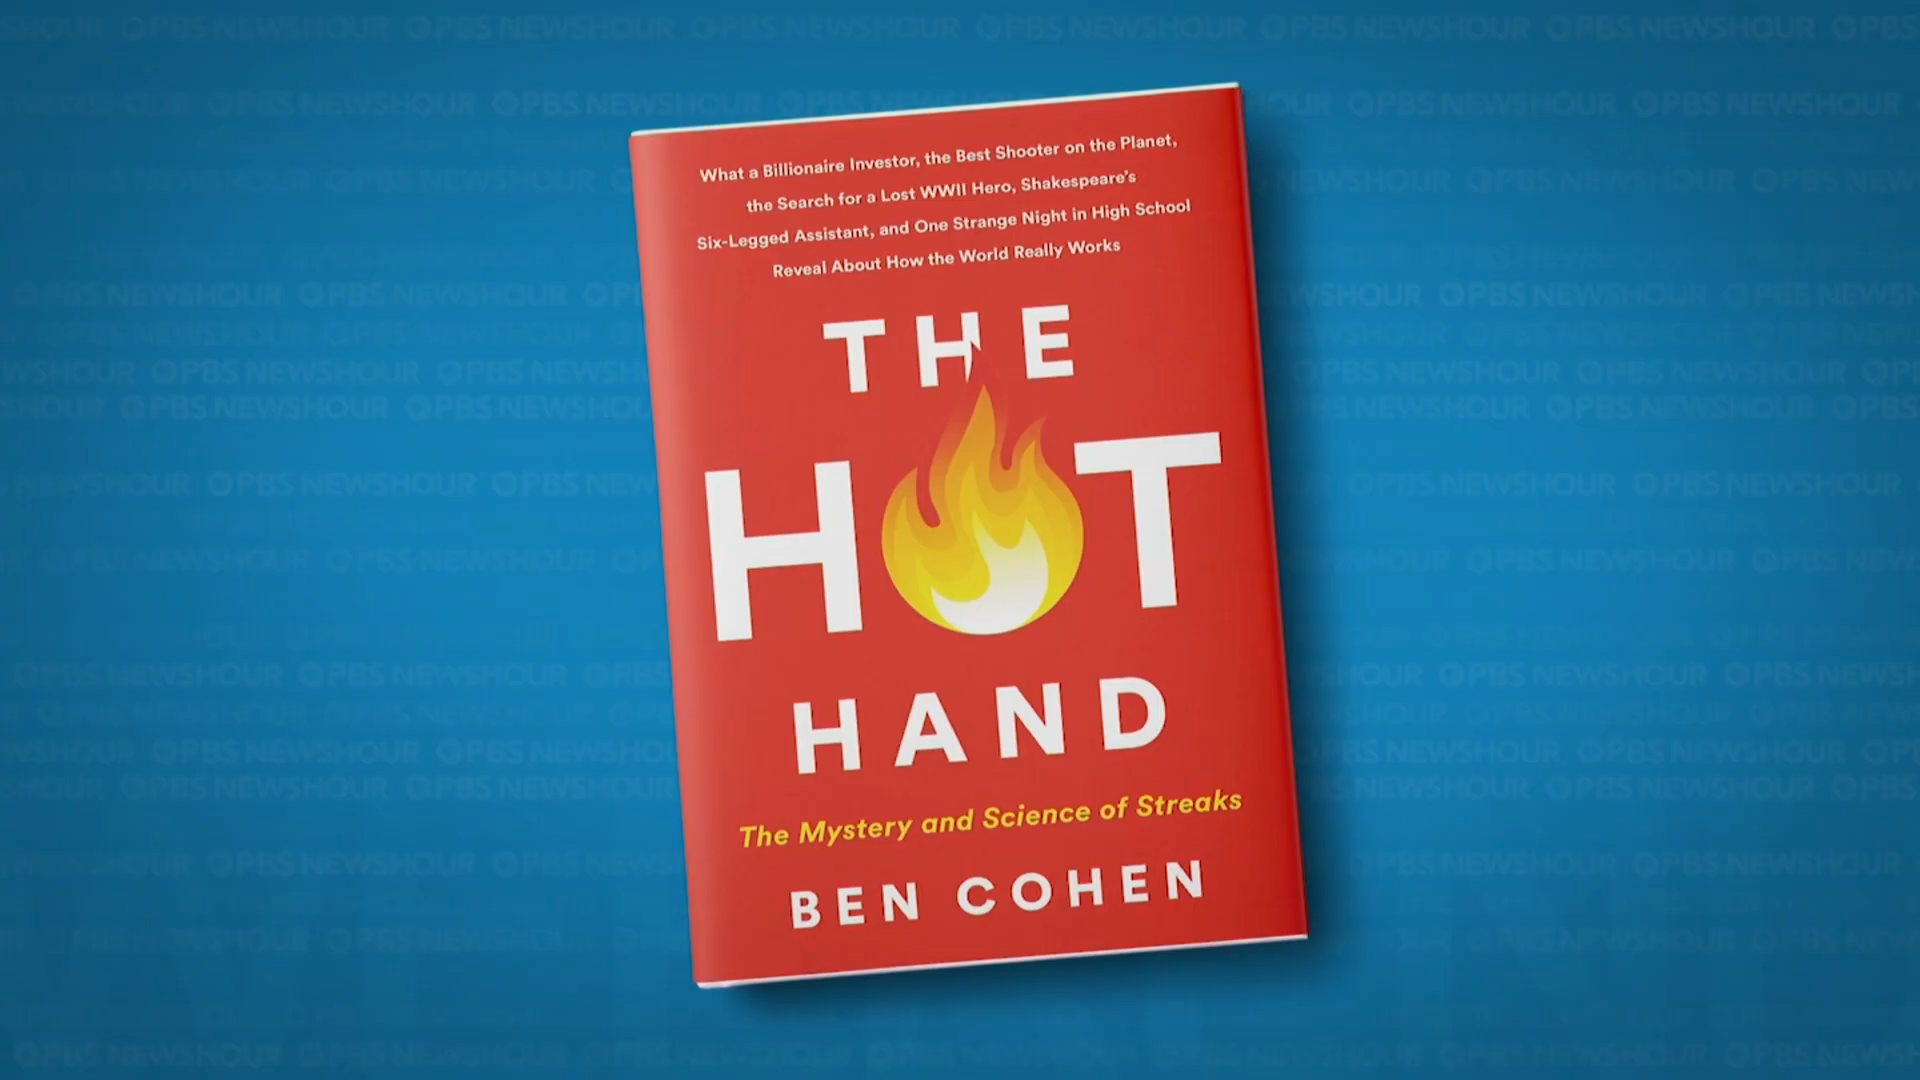 What a Billionaire Investor, the Best Shooter on the Planet,
the Search for a Lost WWII Hero, Shakespeare's
Six-Legged Assistant, and One Strange Night in High School
Reveal About How the World Really Works
THE
HOT
HAND
The Mystery and Science of Streaks
BEN COHEN
PBS NEWSHOUR